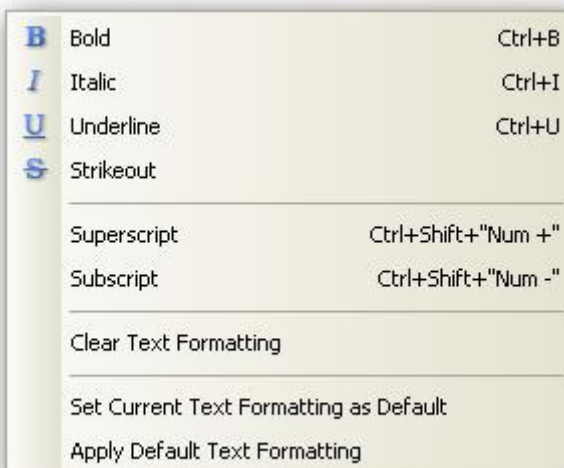 B Bold Ctrl+B
I Italic Ctrl+I
U Underline Ctrl+U
S Strikeout
Superscript Ctrl+Shift+"Num +"
Subscript Ctrl+Shift+"Num -"
Clear Text Formatting
Set Current Text Formatting as Default
Apply Default Text Formatting